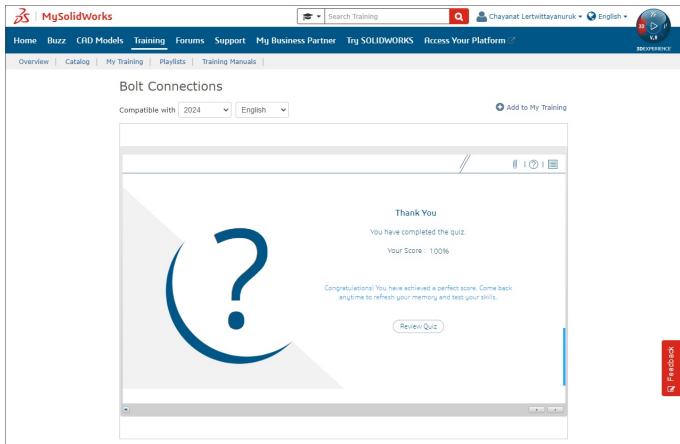 MySolidWorks
Search Training
Chayanat Lertwittayanuruk
English
Home Buzz CAD Models Training Forums Support My Business Partner Try SOLIDWORKS Access Your Platform
3DEXPERIENCE
Overview | Catalog | My Training | Playlists | Training Manuals |
Bolt Connections
Compatible with 2024 English
Add to My Training
Thank You
You have completed the quiz.
Your Score : 100%
Congratulations! You have achieved a perfect score. Come back
anytime to refresh your memory and test your skills.
Review Quiz
Feedback